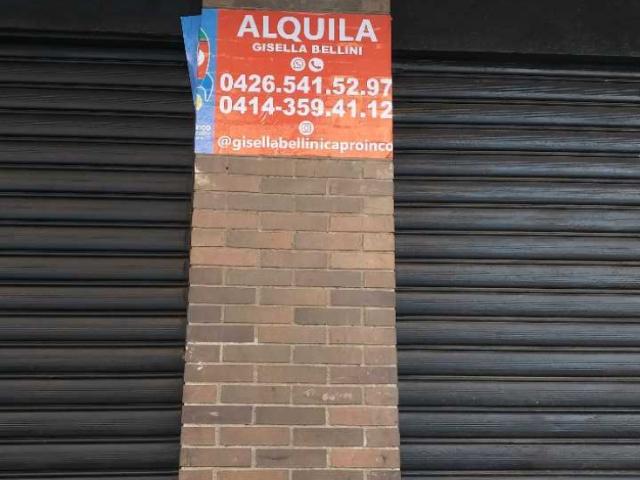 ALQUILA
GISELLA BELLINI
0426.541.52.97
0414-359.41.12
@gisellabellinicaproinco